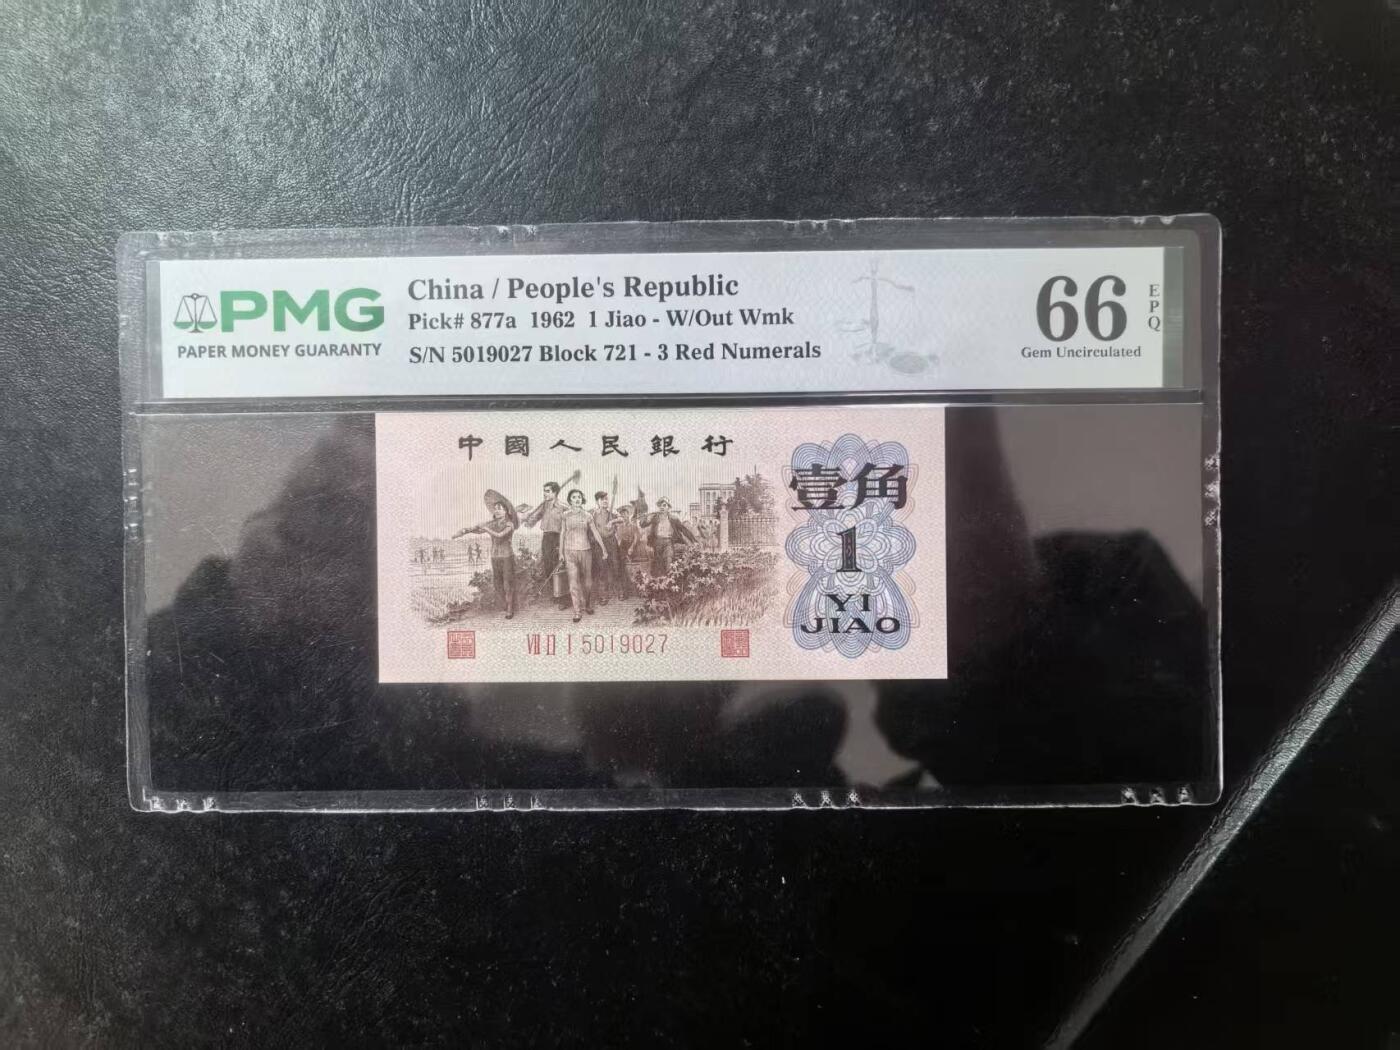 PMG
PAPER MONEY GUARANTY
China / People's Republic
Pick# 877a 1962 1 Jiao - W/Out Wmk
S/N 5019027 Block 721 - 3 Red Numerals
66
EPQ
Gem Uncirculated
中國人民銀行
壹角
1
YI
JIAO
VII II I 5019027